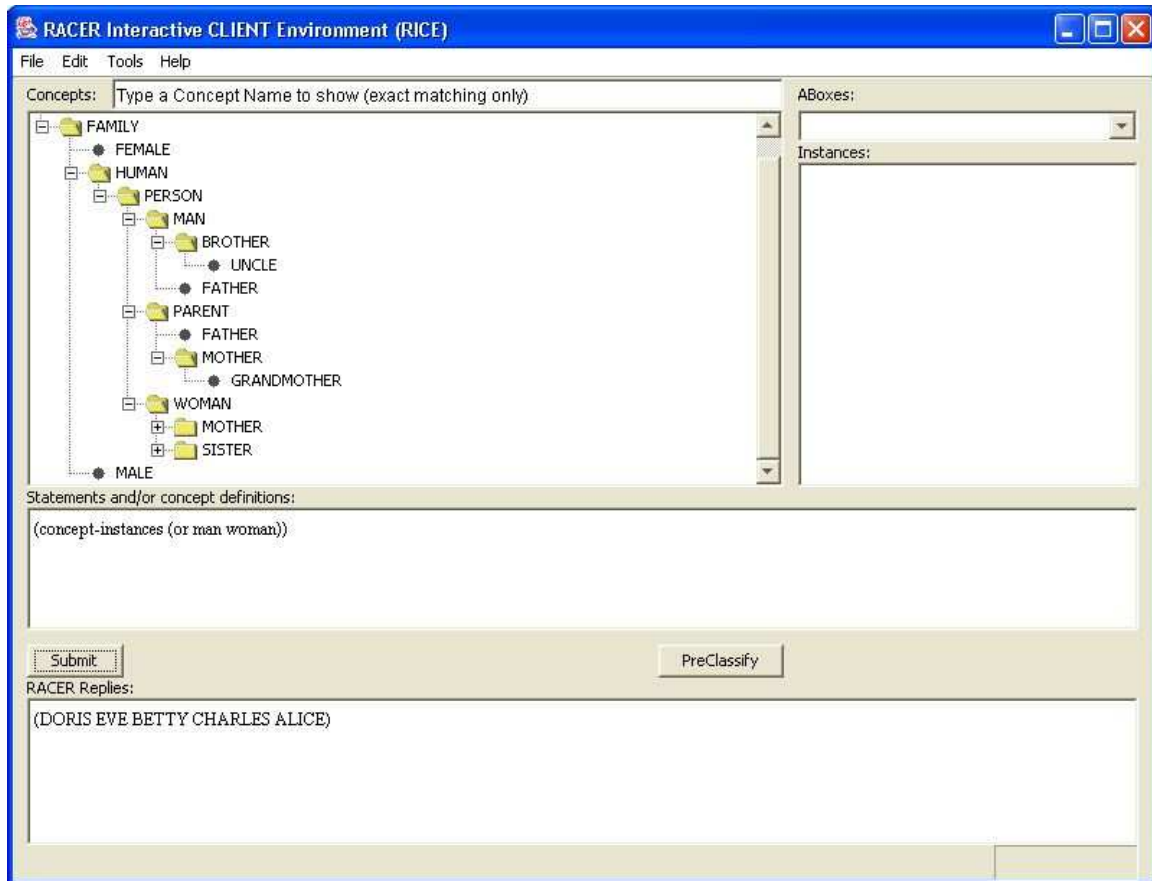 RACER Interactive CLIENT Environment (RICE)
File Edit Tools Help
Concepts: Type a Concept Name to show (exact matching only)
FAMILY
FEMALE
HUMAN
PERSON
MAN
BROTHER
UNCLE
FATHER
PARENT
FATHER
MOTHER
GRANDMOTHER
WOMAN
MOTHER
SISTER
MALE
ABoxes:
Instances:
Statements and/or concept definitions:
(concept-instances (or man woman))
Submit
PreClassify
RACER Replies:
(DORIS EVE BETTY CHARLES ALICE)